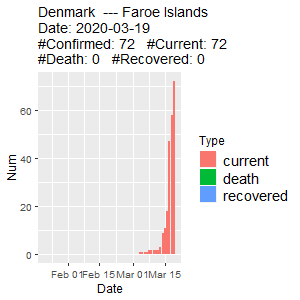 Denmark  --- Faroe Islands
Date: 2020-03-19
#Confirmed: 72   #Current: 72
#Death: 0   #Recovered: 0
Num
60
40
20
0
Feb 01
Feb 15
Mar 01
Mar 15
Date
Type
current
death
recovered